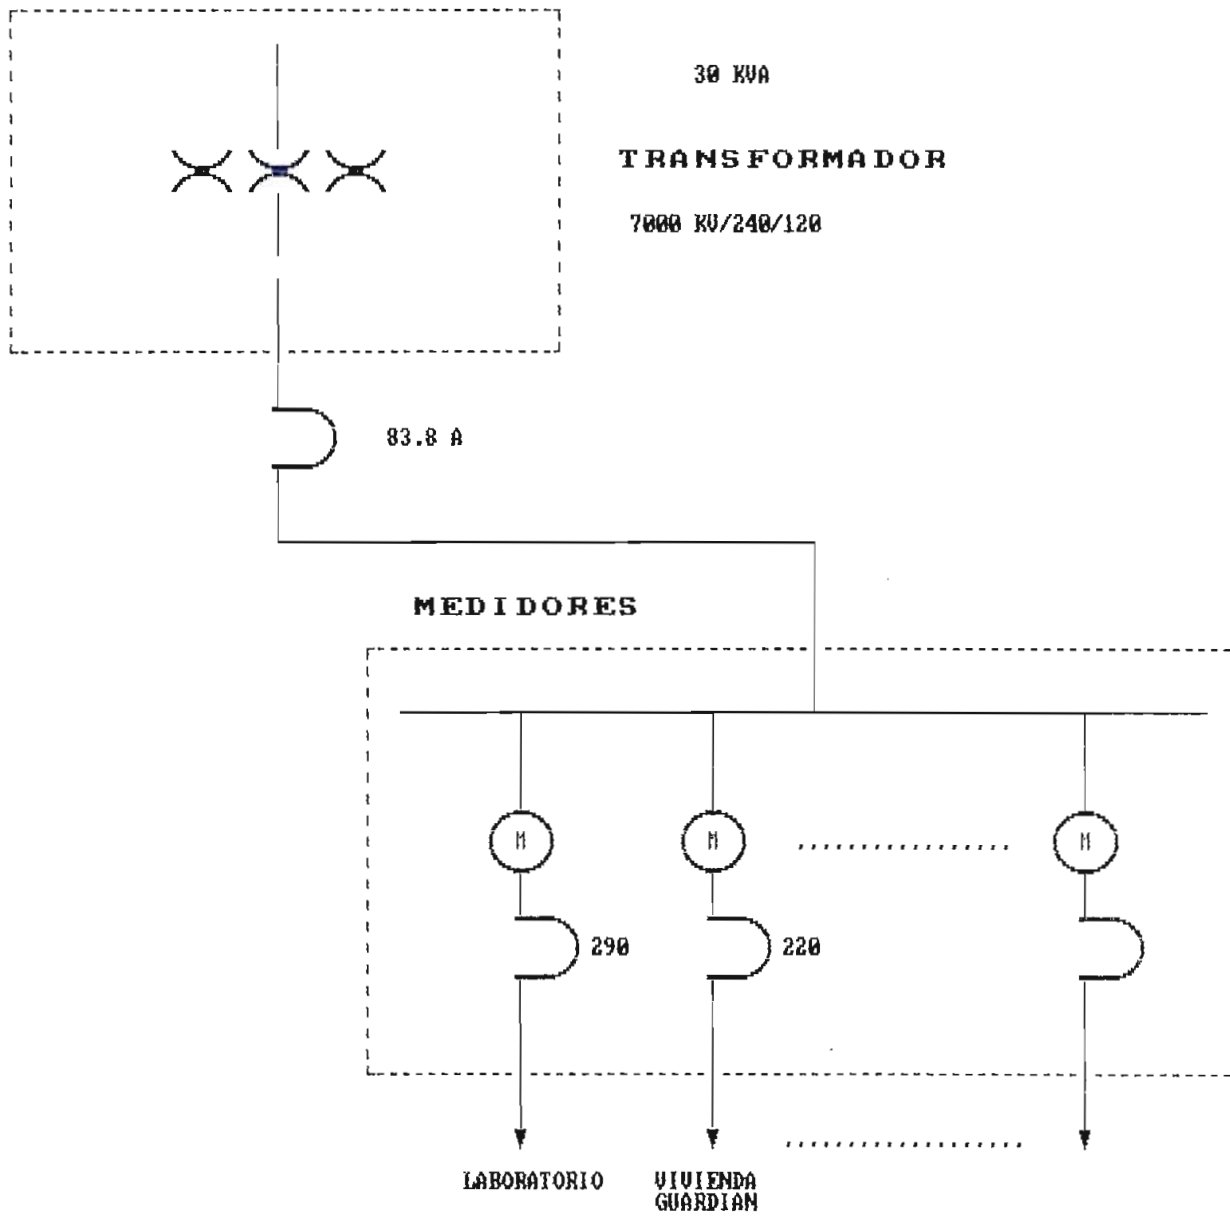 30 KVA
TRANSFORMADOR
7000 KV/240/120
83.8 A
MEDIDORES
M M M
290 220
LABORATORIO VIVIENDA
GUARDIAN